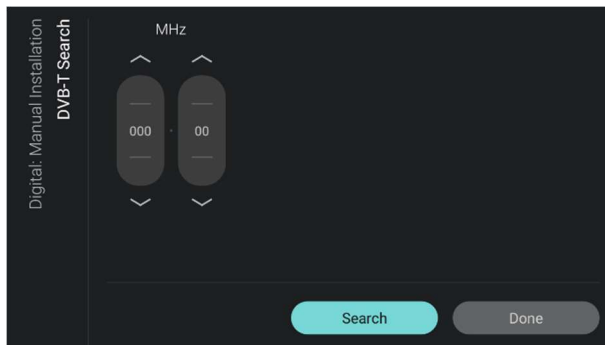 Digital: Manual Installation
DVB-T Search
MHz
000 . 00
Search
Done